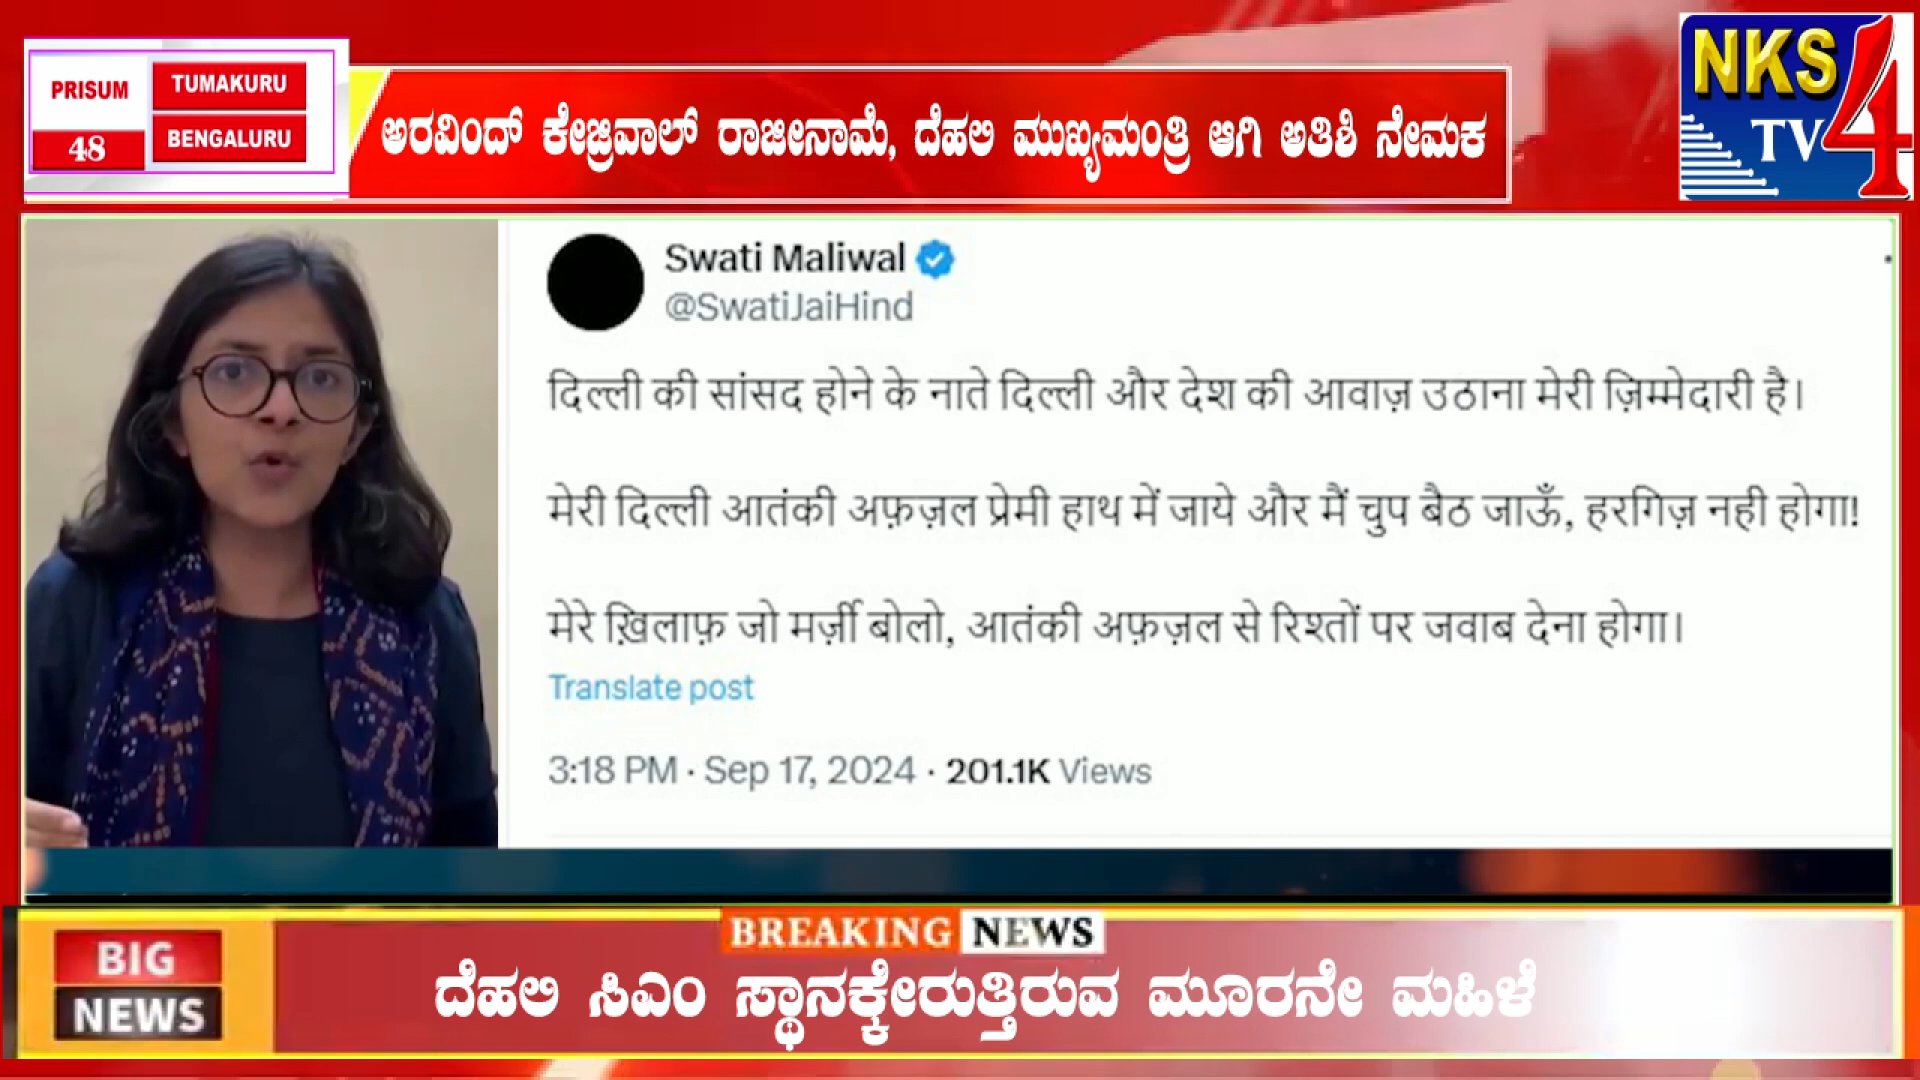 PRISUM
48
TUMAKURU
BENGALURU
ಅರವಿಂದ್ ಕೇಜ್ರಿವಾಲ್ ರಾಜೀನಾಮೆ, ದೆಹಲಿ ಮುಖ್ಯಮಂತ್ರಿ ಆಗಿ ಅತಿಶಿ ನೇಮಕ
NKS
TV4
Swati Maliwal
@SwatiJaiHind
दिल्ली की सांसद होने के नाते दिल्ली और देश की आवाज़ उठाना मेरी ज़िम्मेदारी है।
मेरी दिल्ली आतंकी अफ़ज़ल प्रेमी हाथ में जाये और मैं चुप बैठ जाऊँ, हरगिज़ नही होगा!
मेरे ख़िलाफ़ जो मर्ज़ी बोलो, आतंकी अफ़ज़ल से रिश्तों पर जवाब देना होगा।
Translate post
3:18 PM · Sep 17, 2024 · 201.1K Views
BREAKING NEWS
BIG
NEWS
ದೆಹಲಿ ಸಿಎಂ ಸ್ಥಾನಕ್ಕೇರುತ್ತಿರುವ ಮೂರನೇ ಮಹಿಳೆ